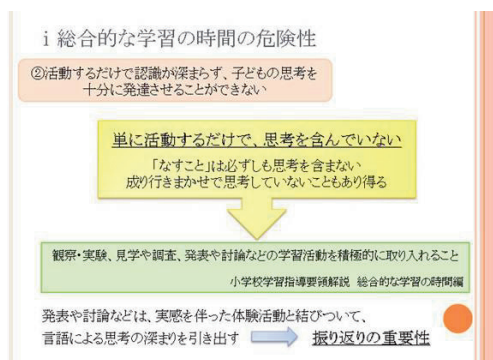 i 総合的な学習の時間の危険性
②活動するだけで認識が深まらず、子どもの思考を
十分に発達させることができない
単に活動するだけで、思考を含んでいない
「なすこと」は必ずしも思考を含まない
成り行きまかせで思考していないこともあり得る
観察・実験、見学や調査、発表や討論などの学習活動を積極的に取り入れること
小学校学習指導要領解説 総合的な学習の時間編
発表や討論などは、実感を伴った体験活動と結びついて、
言語による思考の深まりを引き出す 振り返りの重要性